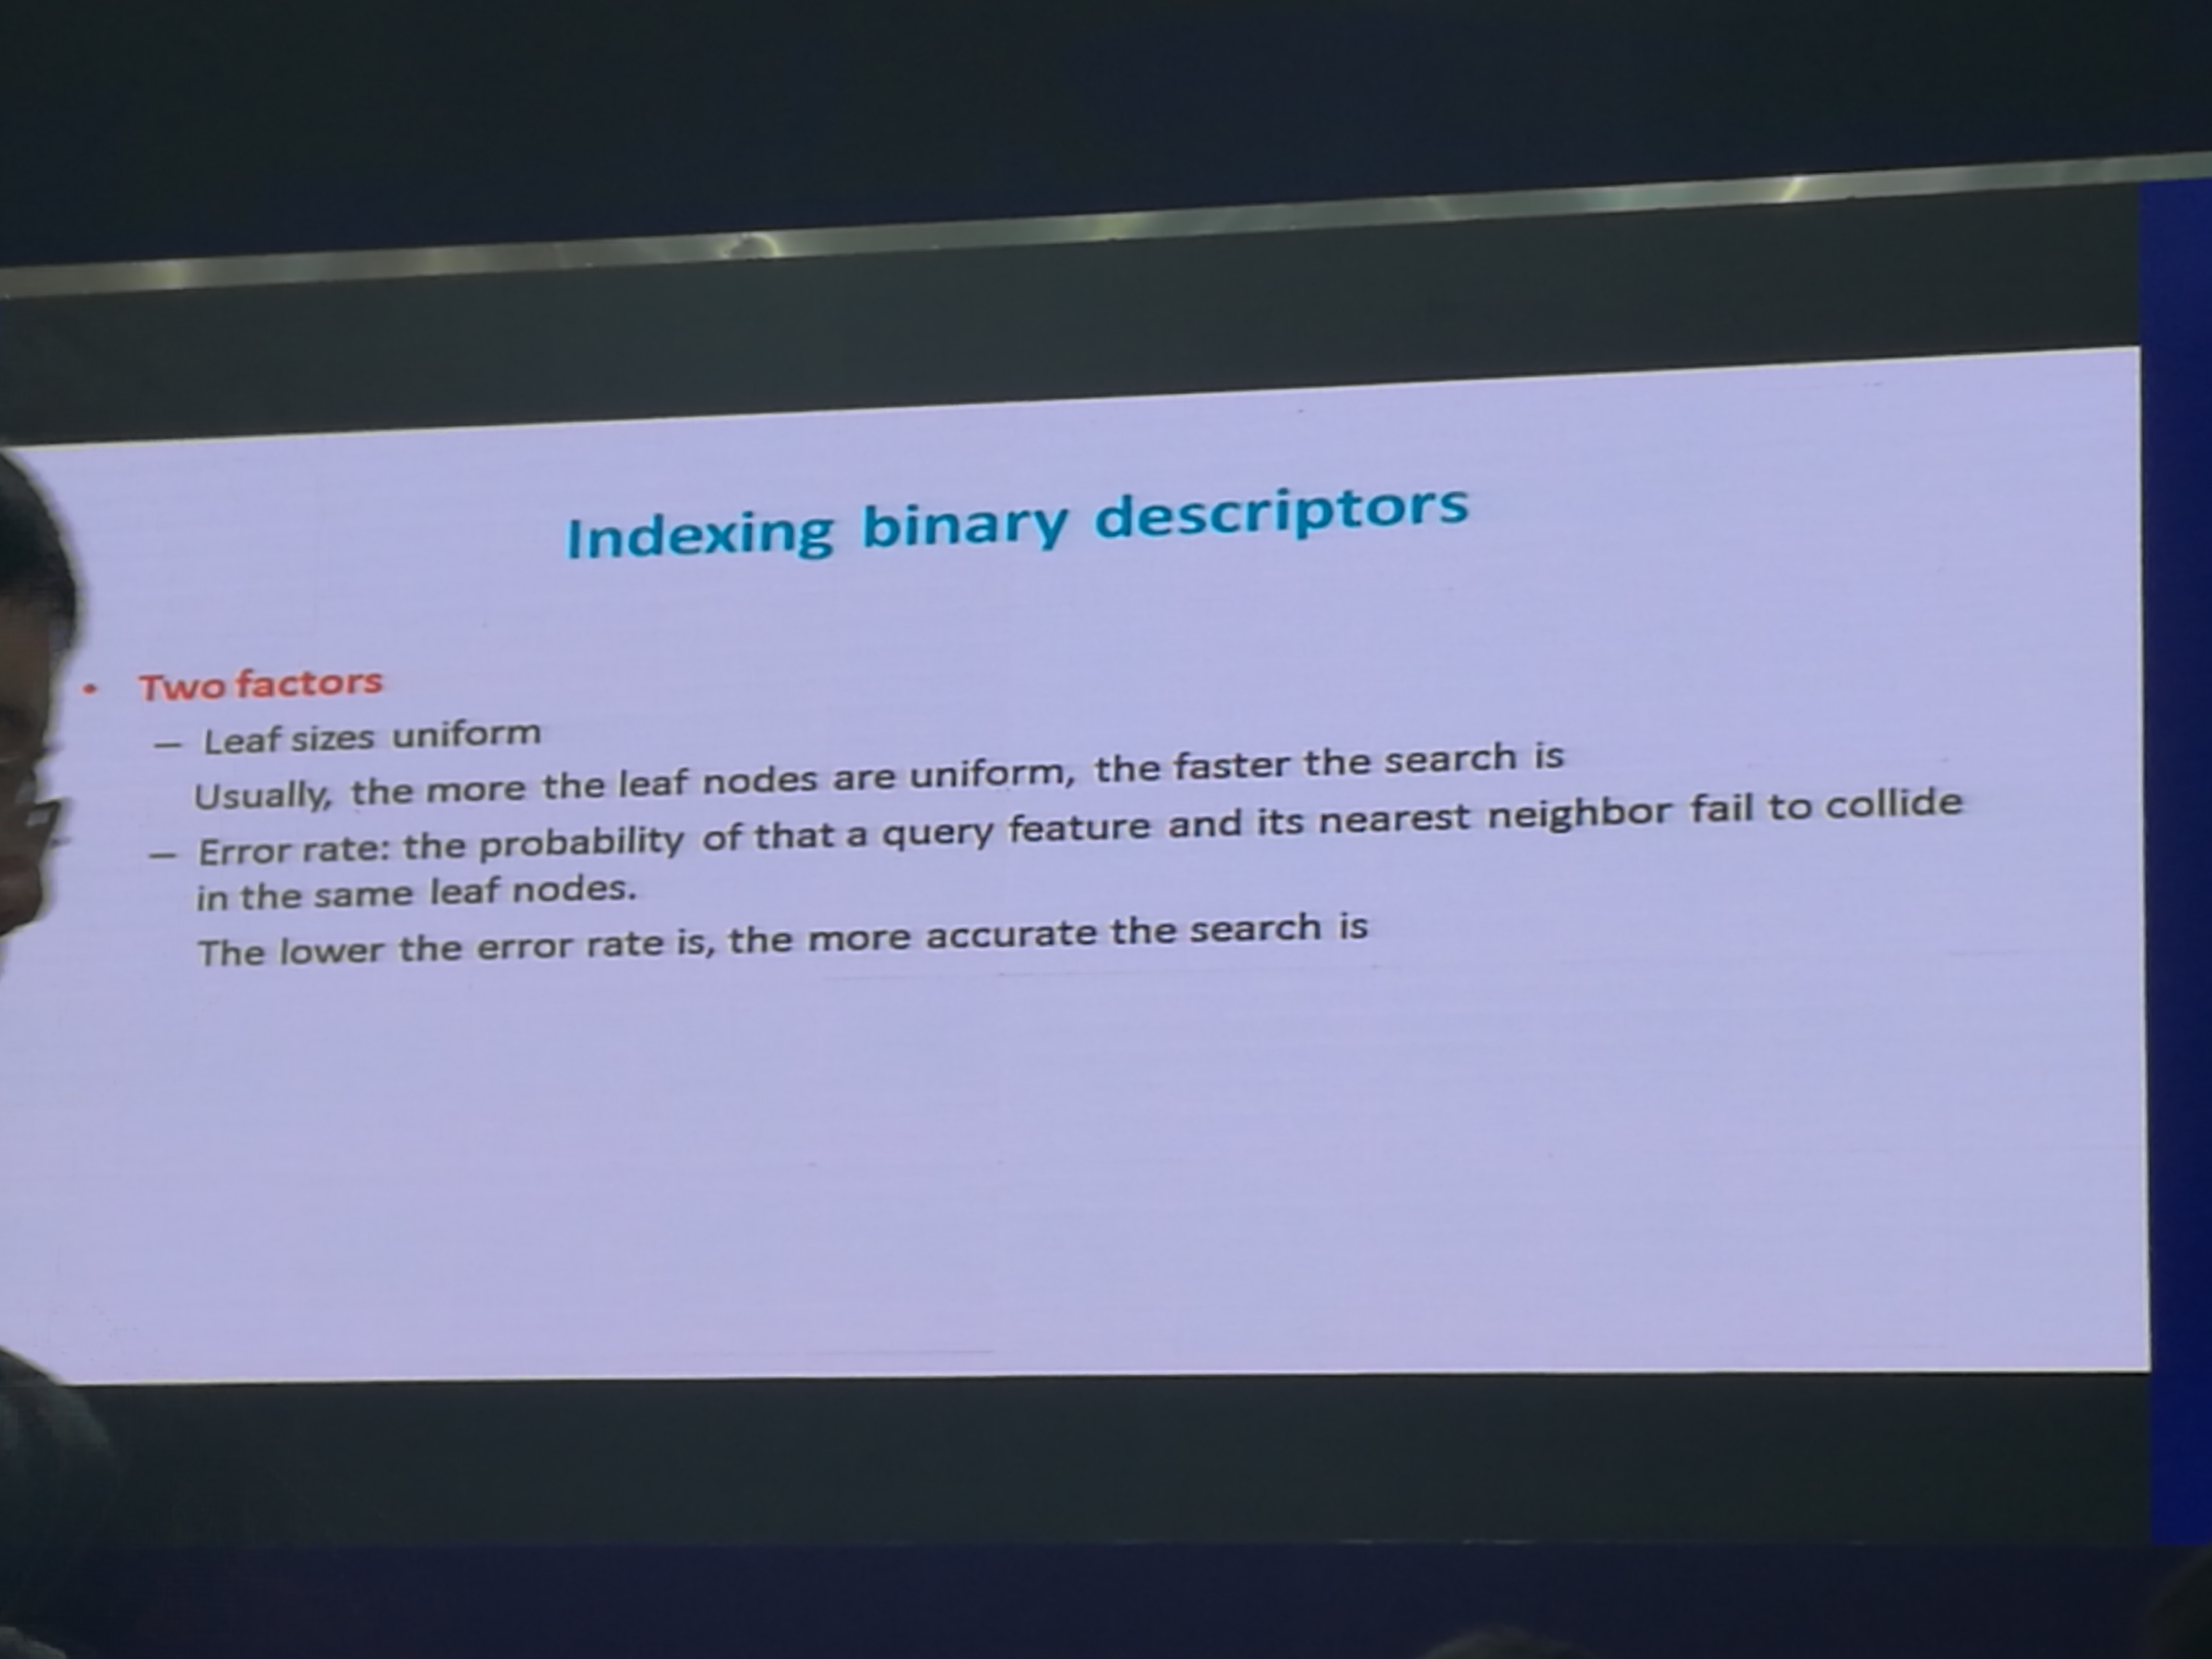 Indexing binary descriptors
• Two factors
– Leaf sizes uniform
Usually, the more the leaf nodes are uniform, the faster the search is
– Error rate: the probability of that a query feature and its nearest neighbor fail to collide
in the same leaf nodes.
The lower the error rate is, the more accurate the search is